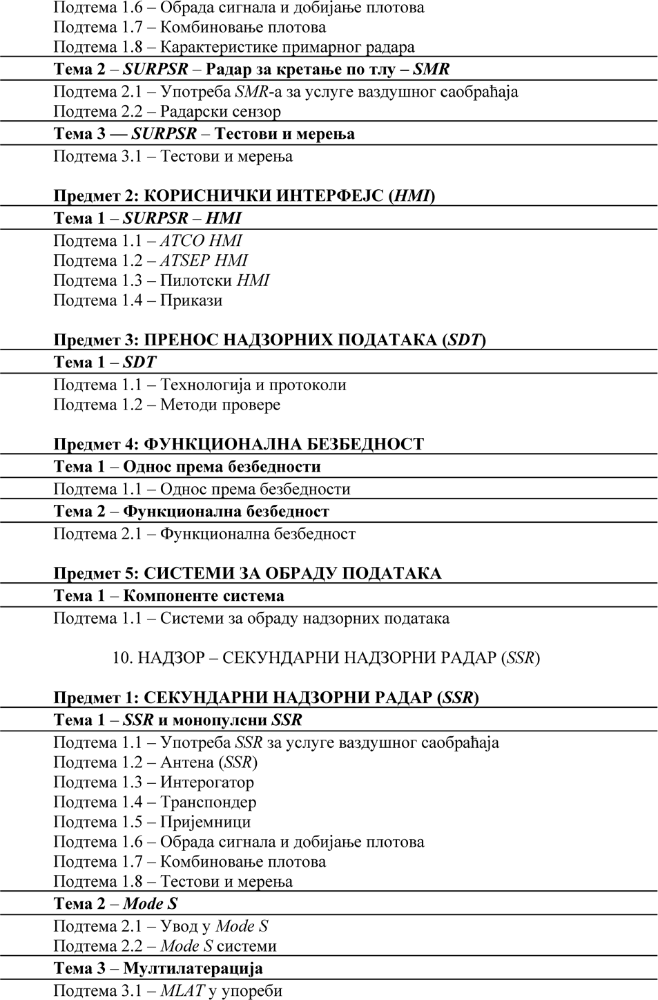 Подтема 1.6 – Обрада сигнала и добијање плотова
Подтема 1.7 – Комбиновање плотова
Подтема 1.8 – Карактеристике примарног радара
Тема 2 – SURPSR – Радар за кретање по тлу – SMR
Подтема 2.1 – Употреба SMR-а за услуге ваздушног саобраћаја
Подтема 2.2 – Радарски сензор
Тема 3 — SURPSR – Тестови и мерења
Подтема 3.1 – Тестови и мерења
Предмет 2: КОРИСНИЧКИ ИНТЕРФЕЈС (HMI)
Тема 1 – SURPSR – HMI
Подтема 1.1 – ATCO HMI
Подтема 1.2 – ATSEP HMI
Подтема 1.3 – Пилотски HMI
Подтема 1.4 – Прикази
Предмет 3: ПРЕНОС НАДЗОРНИХ ПОДАТАКА (SDT)
Тема 1 – SDT
Подтема 1.1 – Технологија и протоколи
Подтема 1.2 – Методи провере
Предмет 4: ФУНКЦИОНАЛНА БЕЗБЕДНОСТ
Тема 1 – Однос према безбедности
Подтема 1.1 – Однос према безбедности
Тема 2 – Функционална безбедност
Подтема 2.1 – Функционална безбедност
Предмет 5: СИСТЕМИ ЗА ОБРАДУ ПОДАТАКА
Тема 1 – Компоненте система
Подтема 1.1 – Системи за обраду надзорних података
10. НАДЗОР – СЕКУНДАРНИ НАДЗОРНИ РАДАР (SSR)
Предмет 1: СЕКУНДАРНИ НАДЗОРНИ РАДАР (SSR)
Тема 1 – SSR и монопулсни SSR
Подтема 1.1 – Употреба SSR за услуге ваздушног саобраћаја
Подтема 1.2 – Антена (SSR)
Подтема 1.3 – Интерогатор
Подтема 1.4 – Транспондер
Подтема 1.5 – Пријемници
Подтема 1.6 – Обрада сигнала и добијање плотова
Подтема 1.7 – Комбиновање плотова
Подтема 1.8 – Тестови и мерења
Тема 2 – Mode S
Подтема 2.1 – Увод у Mode S
Подтема 2.2 – Mode S системи
Тема 3 – Мултилатерација
Подтема 3.1 – MLAT у упореби